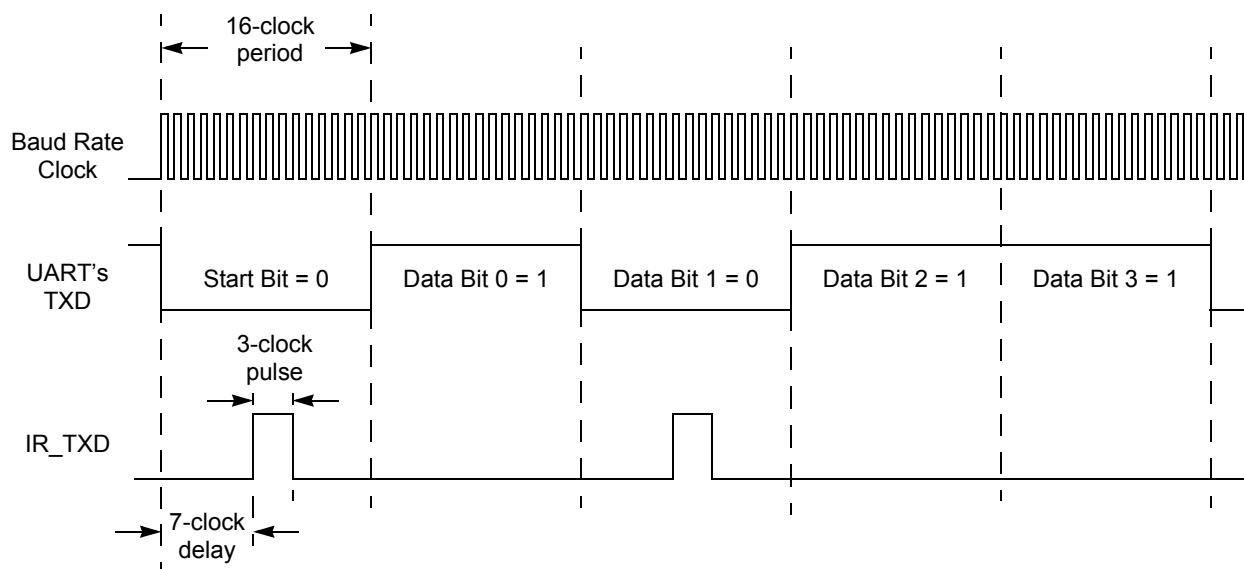 16-clock
period
Baud Rate
Clock
UART's
TXD
Start Bit = 0
Data Bit 0 = 1
Data Bit 1 = 0
Data Bit 2 = 1
Data Bit 3 = 1
3-clock
pulse
IR_TXD
7-clock
delay